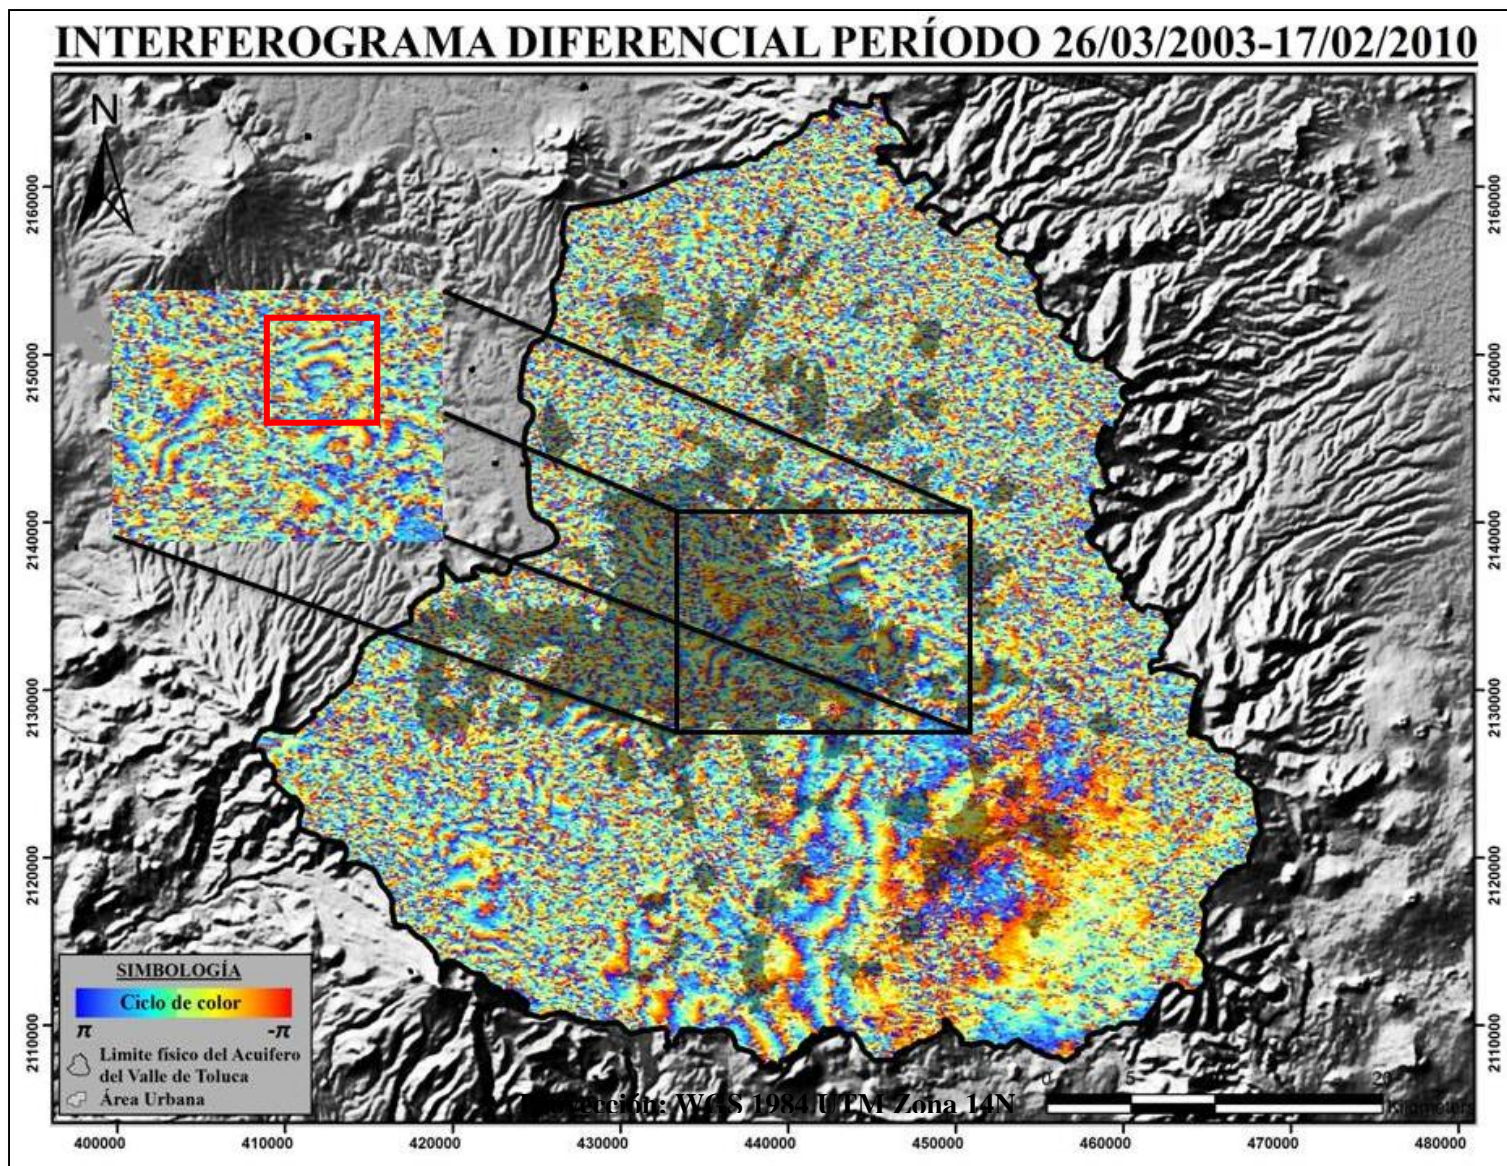 INTERFEROGRAMA DIFERENCIAL PERÍODO 26/03/2003-17/02/2010
N
2160000
2160000
2150000
2150000
2140000
2140000
2130000
2130000
2120000
2120000
2110000
2110000
SIMBOLOGÍA
Ciclo de color
π -π
Limite físico del Acuifero
del Valle de Toluca
Área Urbana
0 5 20
Kilometers
WGS 1984 UTM Zona 14N
400000 410000 420000 430000 440000 450000 460000 470000 480000